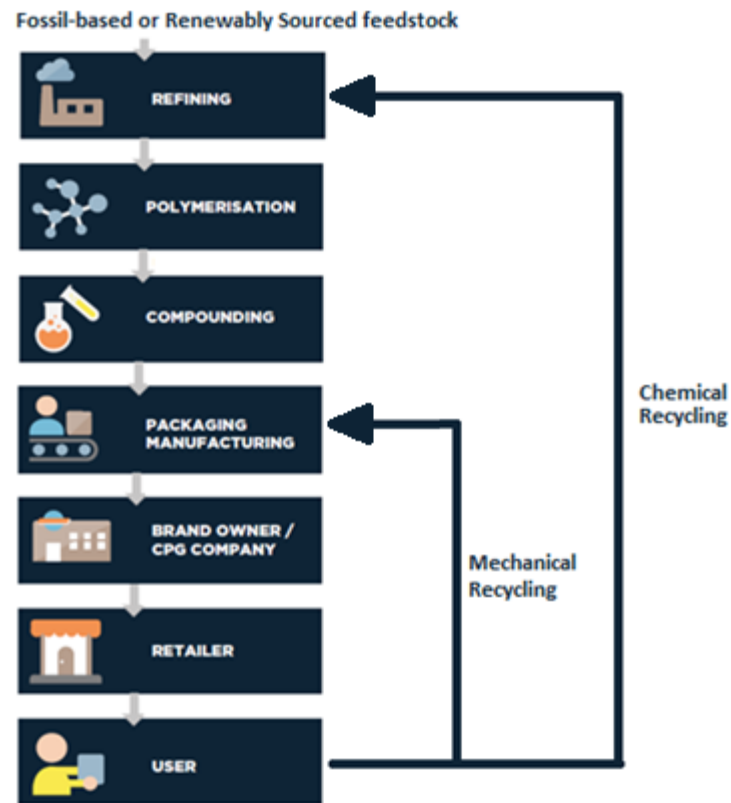 Fossil-based or Renewably Sourced feedstock
REFINING
POLYMERISATION
COMPOUNDING
PACKAGING
MANUFACTURING
BRAND OWNER /
CPG COMPANY
RETAILER
USER
Mechanical
Recycling
Chemical
Recycling